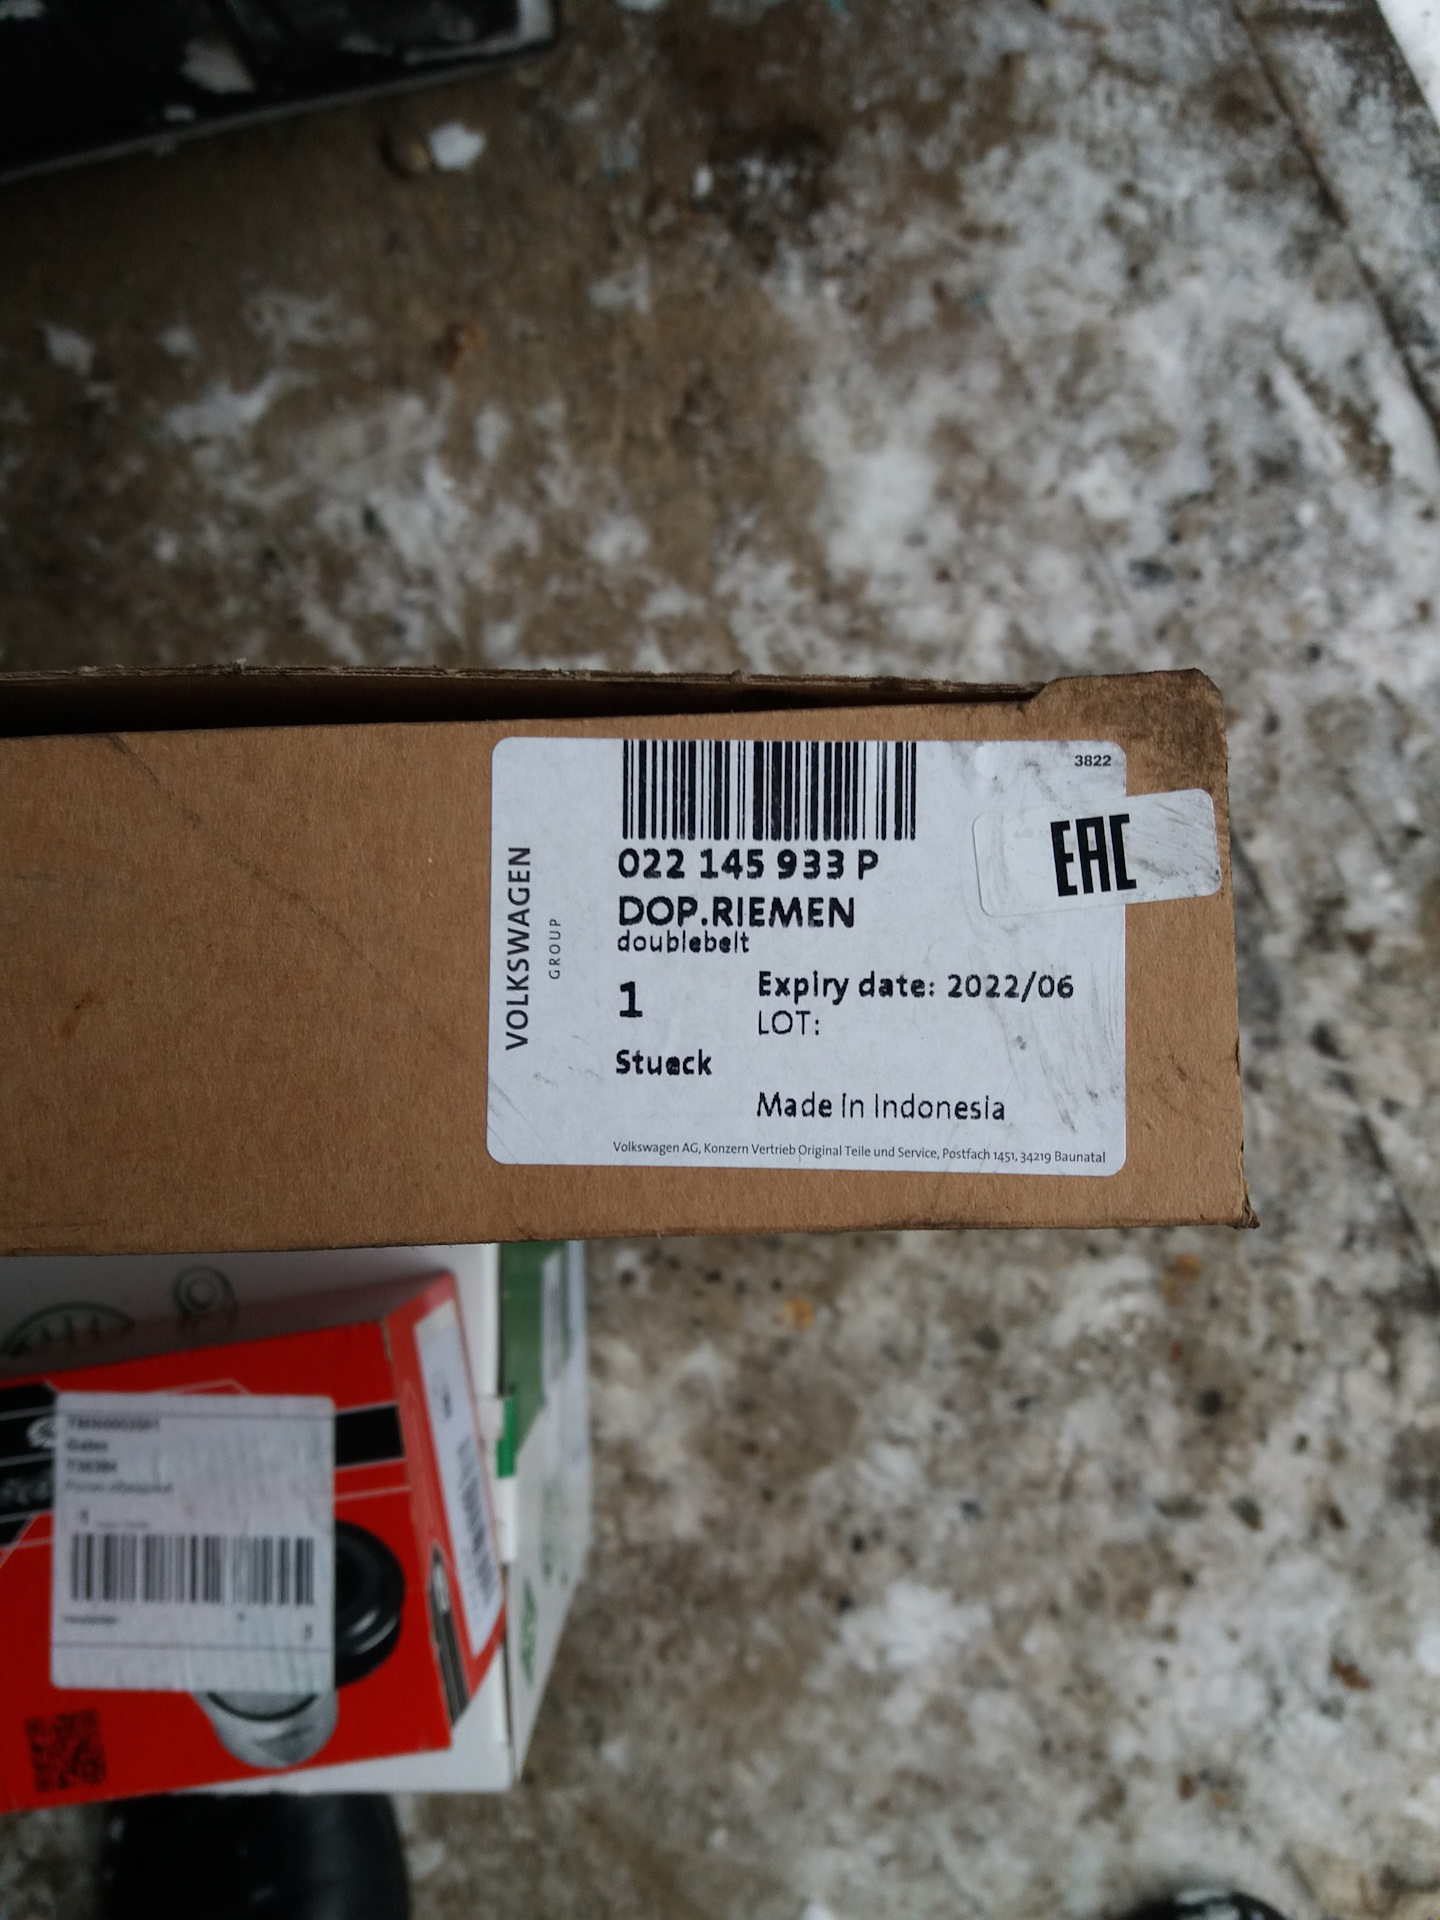 3822
EAC
022 145 933 P
DOP.RIEMEN
doublebelt
VOLKSWAGEN
GROUP
1
Expiry date: 2022/06
LOT:
Stueck
Made in Indonesia
Volkswagen AG, Konzern Vertrieb Original Teile und Service, Postfach 1451, 34219 Baunatal
Gates